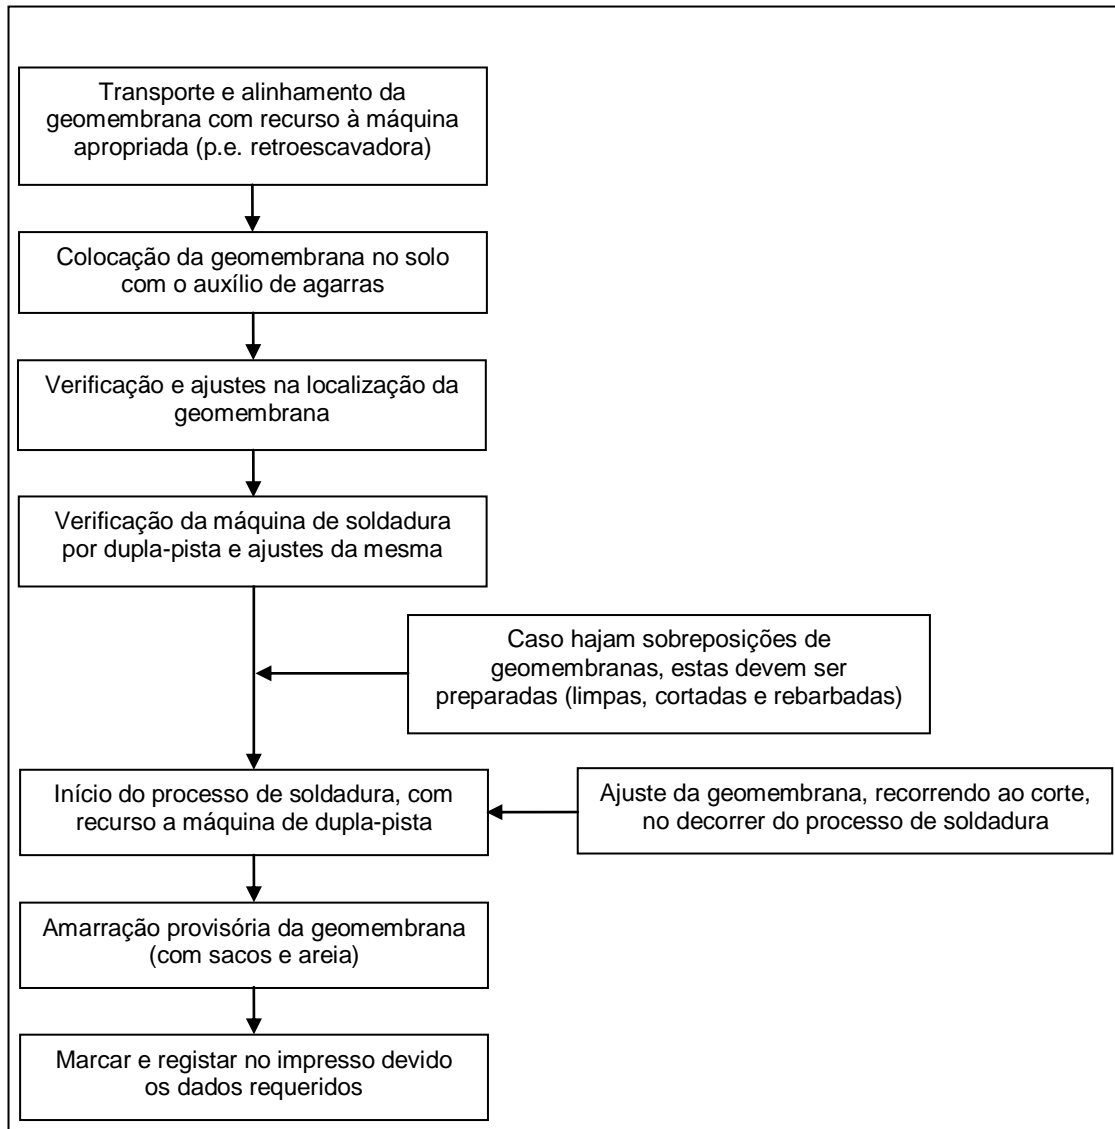 Transporte e alinhamento da
geomembrana com recurso à máquina
apropriada (p.e. retroescavadora)
Colocação da geomembrana no solo
com o auxílio de agarras
Verificação e ajustes na localização da
geomembrana
Verificação da máquina de soldadura
por dupla-pista e ajustes da mesma
Caso hajam sobreposições de
geomembranas, estas devem ser
preparadas (limpas, cortadas e rebarbadas)
Início do processo de soldadura, com
recurso a máquina de dupla-pista
Ajuste da geomembrana, recorrendo ao corte,
no decorrer do processo de soldadura
Amarração provisória da geomembrana
(com sacos e areia)
Marcar e registar no impresso devido
os dados requeridos